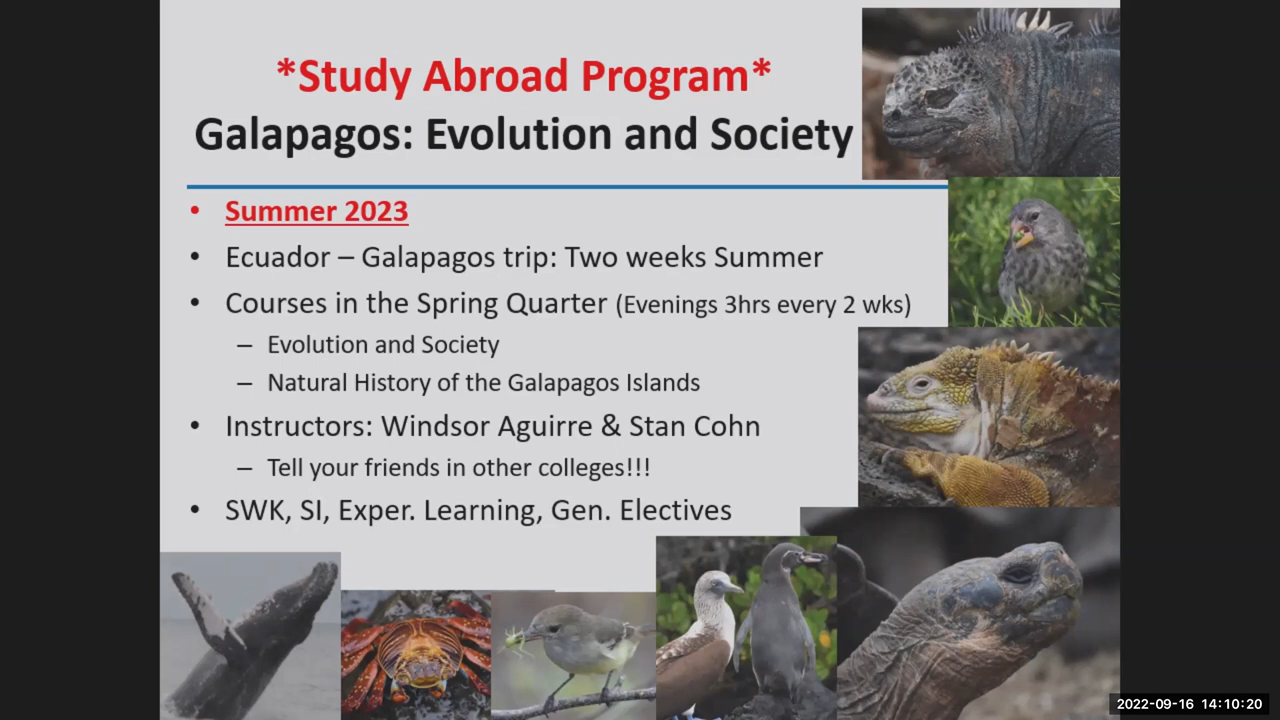 *Study Abroad Program*
Galapagos: Evolution and Society
• Summer 2023
• Ecuador – Galapagos trip: Two weeks Summer
• Courses in the Spring Quarter (Evenings 3hrs every 2 wks)
– Evolution and Society
– Natural History of the Galapagos Islands
• Instructors: Windsor Aguirre & Stan Cohn
– Tell your friends in other colleges!!!
• SWK, SI, Exper. Learning, Gen. Electives
2022-09-16 14:10:20